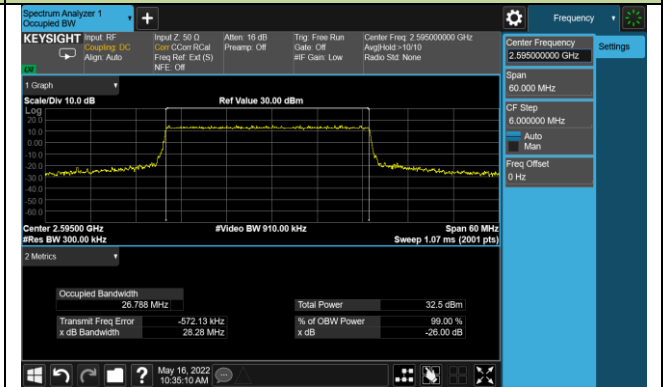 Spectrum Analyzer 1
Occupied BW
+
Frequency
KEYSIGHT
Input: RF
Coupling: DC
Align: Auto
Input Z: 50 Ω
Corr CCorr RCal
Freq Ref: Ext (S)
NFE: Off
Atten: 16 dB
Preamp: Off
Trig: Free Run
Gate: Off
#IF Gain: Low
Center Freq: 2.595000000 GHz
Avg|Hold:>10/10
Radio Std: None
Center Frequency
2.595000000 GHz
Settings
Span
60.000 MHz
CF Step
6.000000 MHz
Auto
Man
Freq Offset
0 Hz
1 Graph
Scale/Div 10.0 dB
Ref Value 30.00 dBm
Log
20.0
10.0
0.00
-10.0
-20.0
-30.0
-40.0
-50.0
-60.0
Center 2.59500 GHz
#Video BW 910.00 kHz
Span 60 MHz
#Res BW 300.00 kHz
Sweep 1.07 ms (2001 pts)
2 Metrics
Occupied Bandwidth
26.788 MHz
Total Power
32.5 dBm
Transmit Freq Error
-572.13 kHz
% of OBW Power
99.00 %
x dB Bandwidth
28.28 MHz
x dB
-26.00 dB
?
May 16, 2022
10:35:10 AM